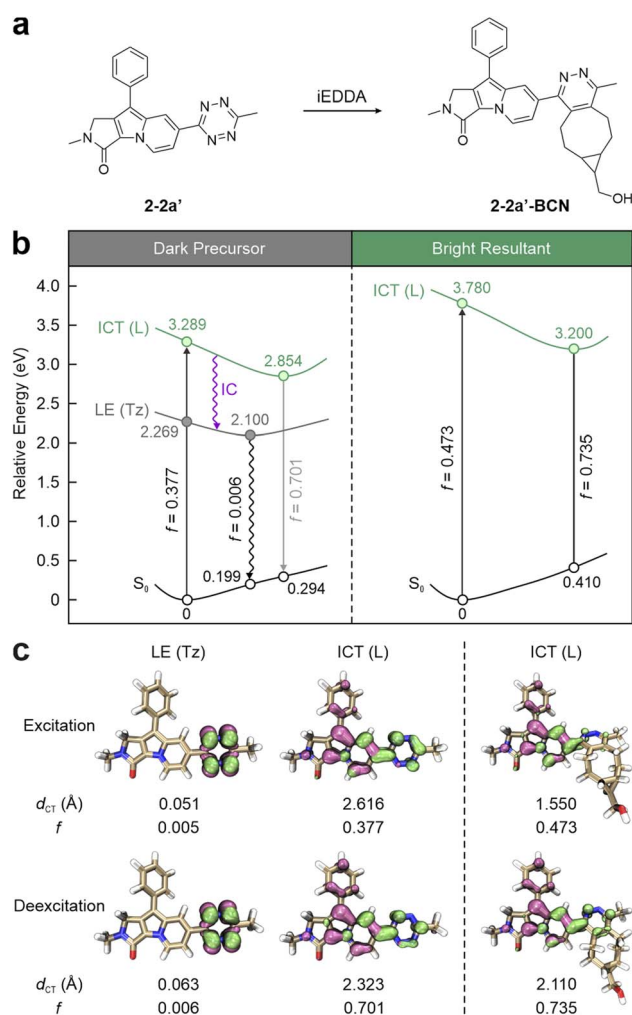 a
iEDDA
N
O
N
N
N
N
N
N
N
O
N
N
N
OH
2-2a'
2-2a'-BCN
b
Dark Precursor
Bright Resultant
Relative Energy (eV)
4.0
3.5
3.0
2.5
2.0
1.5
1.0
0.5
0
ICT (L)
3.289
2.854
IC
LE (Tz)
2.269
2.100
f = 0.377
f = 0.006
f = 0.701
S0
0
0.199
0.294
ICT (L)
3.780
3.200
f = 0.473
f = 0.735
0
0.410
c
LE (Tz) ICT (L) ICT (L)
Excitation
dCT (Å) 0.051 2.616 1.550
f 0.005 0.377 0.473
Deexcitation
dCT (Å) 0.063 2.323 2.110
f 0.006 0.701 0.735